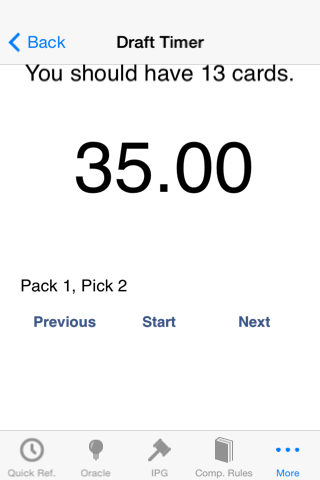 Back Draft Timer
You should have 13 cards.
35.00
Pack 1, Pick 2
Previous Start Next
Quick Ref. Oracle IPG Comp. Rules More